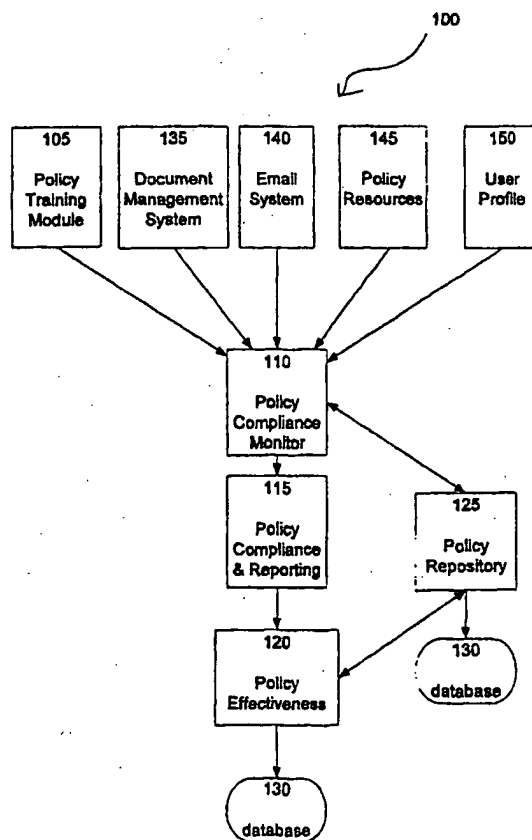 100
105
Policy
Training
Module
135
Document
Management
System
140
Email
System
145
Policy
Resources
150
User
Profile
110
Policy
Compliance
Monitor
115
Policy
Compliance
& Reporting
125
Policy
Repository
120
Policy
Effectiveness
130
database
130
database